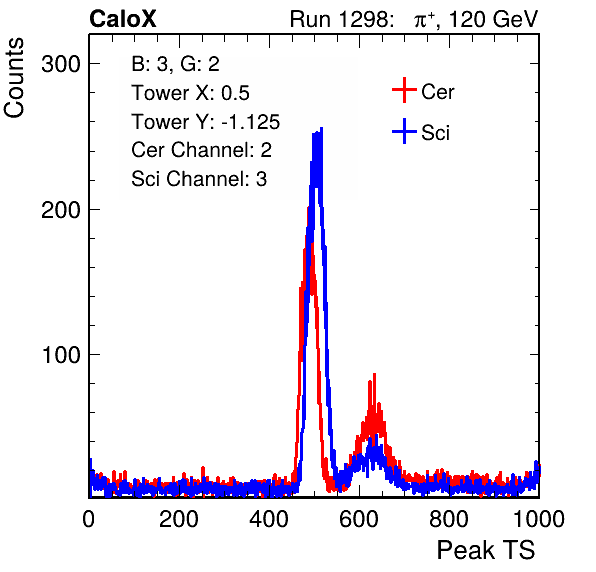 CaloX Run 1298: π⁺, 120 GeV
Counts
300
200
100
B: 3, G: 2
Tower X: 0.5
Tower Y: -1.125
Cer Channel: 2
Sci Channel: 3
Cer
Sci
0 200 400 600 800 1000
Peak TS